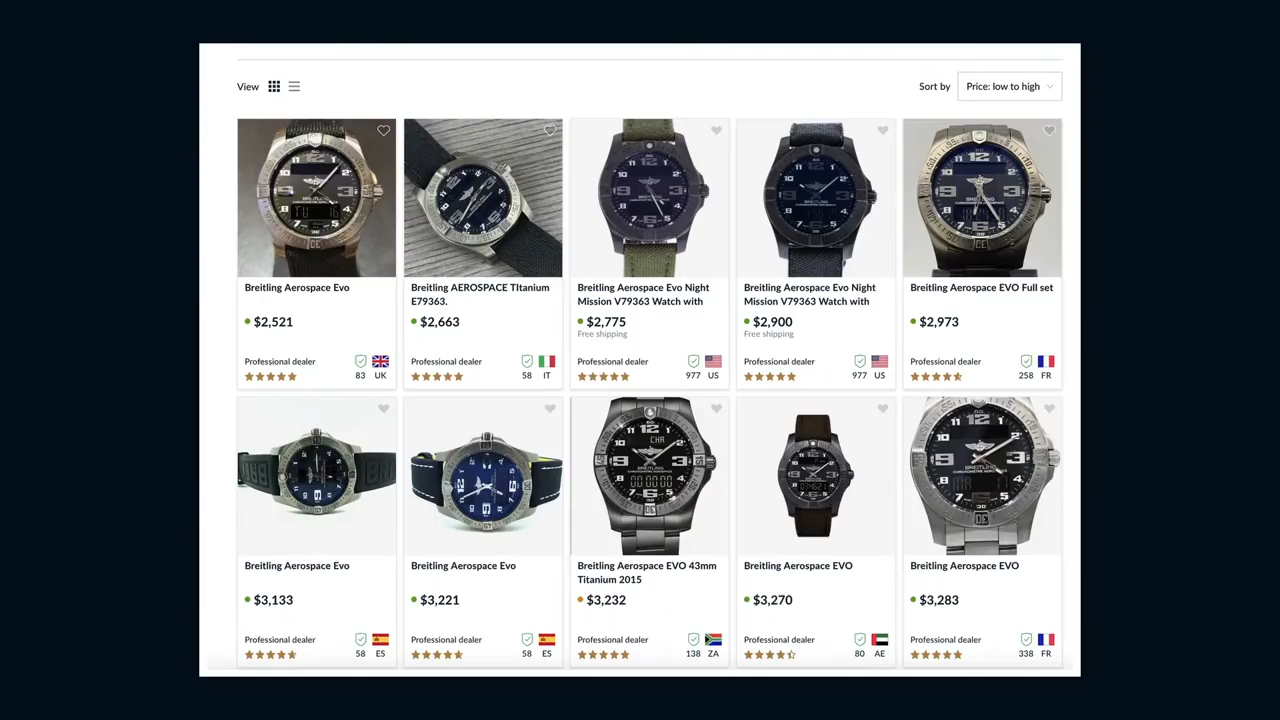 View
Sort by
Price: low to high
Breitling Aerospace Evo
$2,521
Professional dealer
83 UK
Breitling AEROSPACE TItanium
E79363.
$2,663
Professional dealer
58 IT
Breitling Aerospace Evo Night
Mission V79363 Watch with
$2,775
Free shipping
Professional dealer
977 US
Breitling Aerospace Evo Night
Mission V79363 Watch with
$2,900
Free shipping
Professional dealer
977 US
Breitling Aerospace EVO Full set
$2,973
Professional dealer
258 FR
Breitling Aerospace Evo
$3,133
Professional dealer
58 ES
Breitling Aerospace Evo
$3,221
Professional dealer
58 ES
Breitling Aerospace EVO 43mm
Titanium 2015
$3,232
Professional dealer
138 ZA
Breitling Aerospace EVO
$3,270
Professional dealer
80 AE
Breitling Aerospace EVO
$3,283
Professional dealer
338 FR